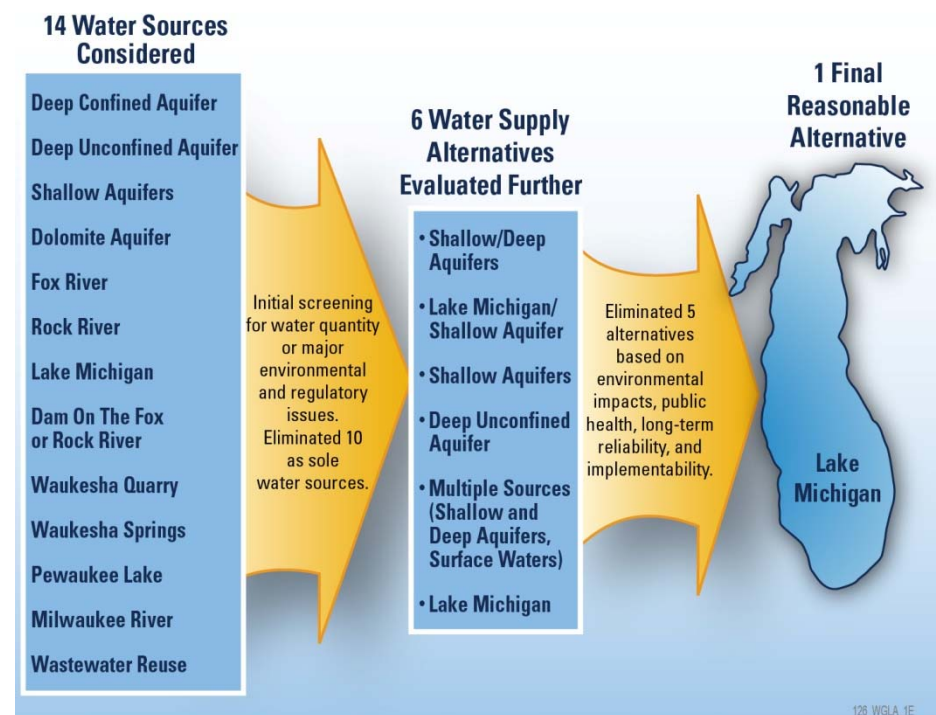 14 Water Sources
Considered
Deep Confined Aquifer
Deep Unconfined Aquifer
Shallow Aquifers
Dolomite Aquifer
Fox River
Rock River
Lake Michigan
Dam On The Fox
or Rock River
Waukesha Quarry
Waukesha Springs
Pewaukee Lake
Milwaukee River
Wastewater Reuse
Initial screening
for water quantity
or major
environmental
and regulatory
issues.
Eliminated 10
as sole
water sources.
6 Water Supply
Alternatives
Evaluated Further
• Shallow/Deep
Aquifers
• Lake Michigan/
Shallow Aquifer
• Shallow Aquifers
• Deep Unconfined
Aquifer
• Multiple Sources
(Shallow and
Deep Aquifers,
Surface Waters)
• Lake Michigan
Eliminated 5
alternatives
based on
environmental
impacts, public
health, long-term
reliability, and
implementability.
1 Final
Reasonable
Alternative
Lake
Michigan
126_WGLA_1E